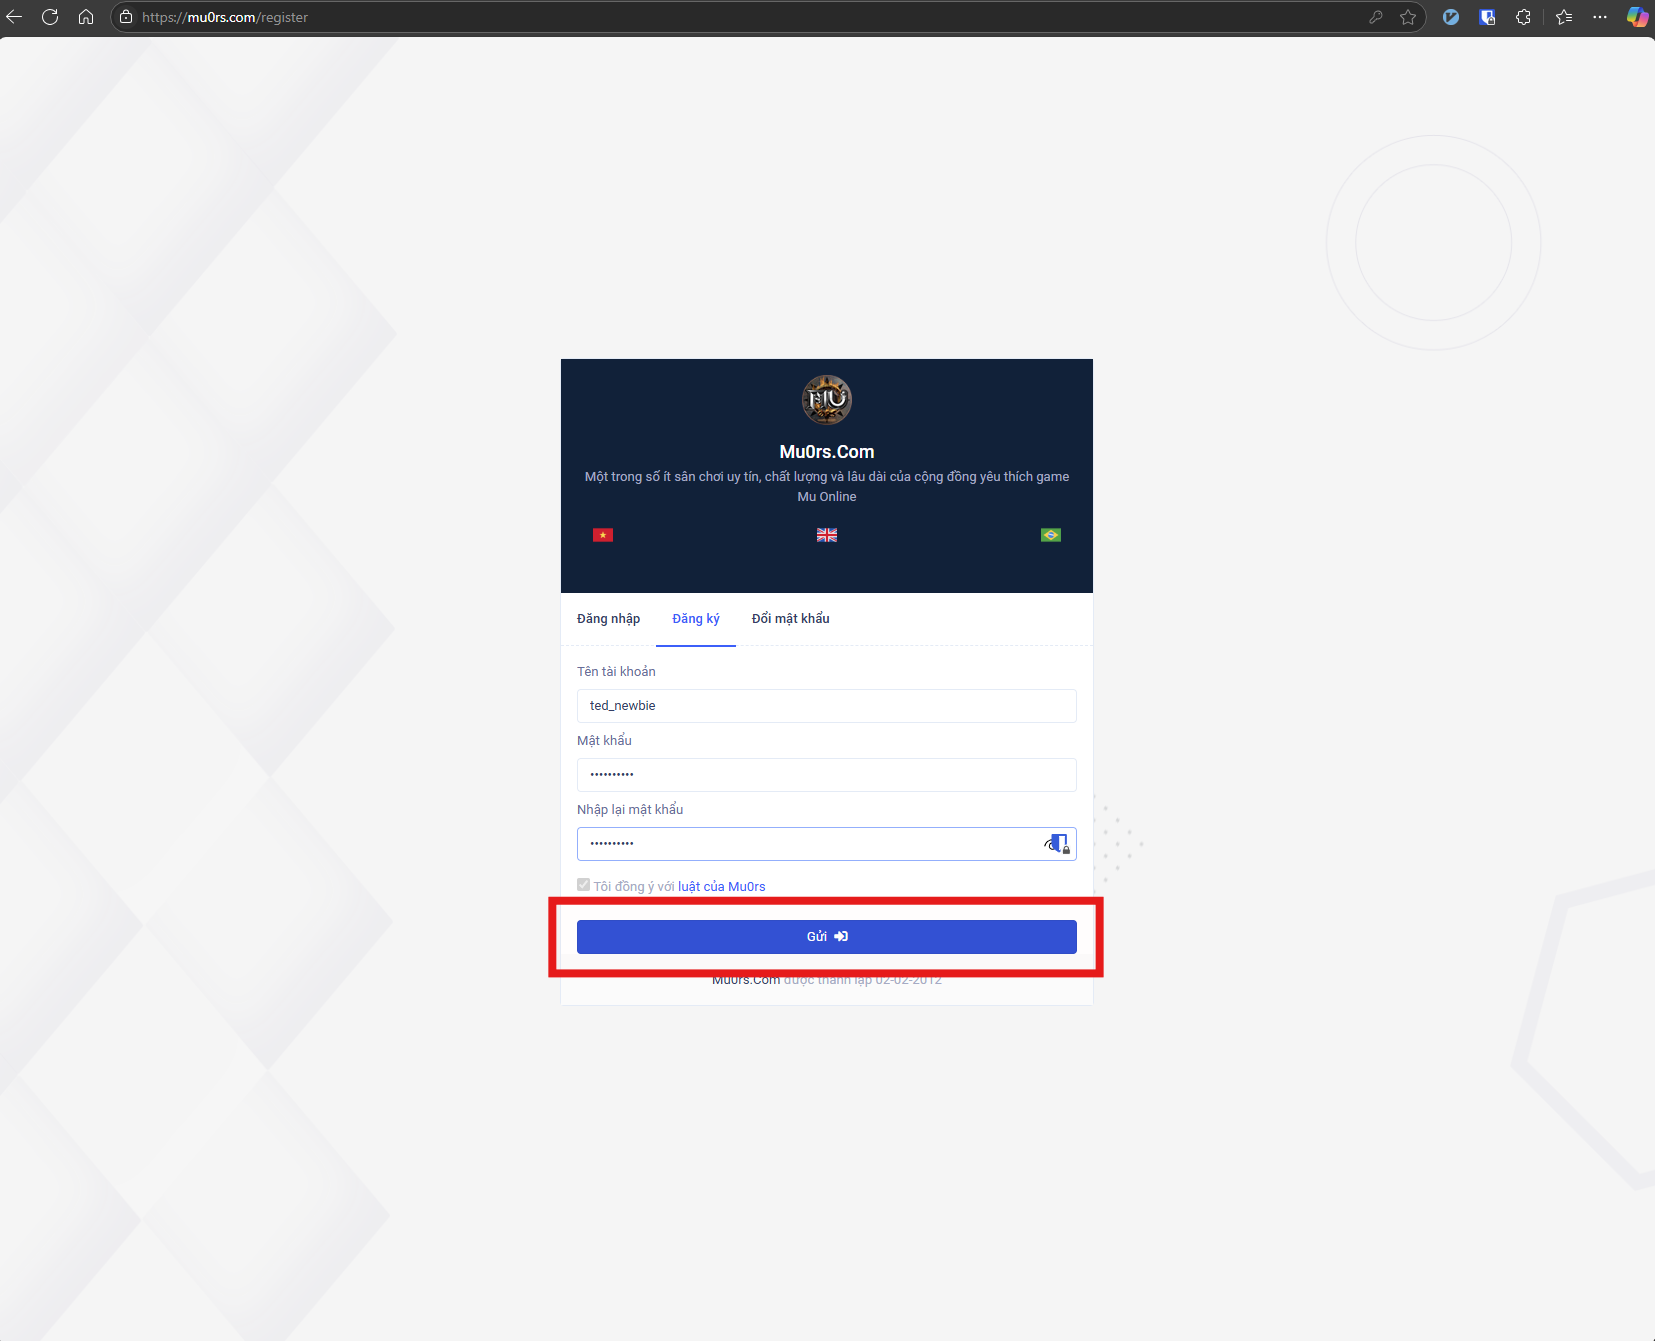 https://mu0rs.com/register
MU
Mu0rs.Com
Một trong số ít sân chơi uy tín, chất lượng và lâu dài của cộng đồng yêu thích game
Mu Online
Đăng nhập Đăng ký Đổi mật khẩu
Tên tài khoản
ted_newbie
Mật khẩu
••••••••••
Nhập lại mật khẩu
••••••••••
Tôi đồng ý với luật của Mu0rs
Gửi
Mu0rs.Com được thành lập 02-02-2012